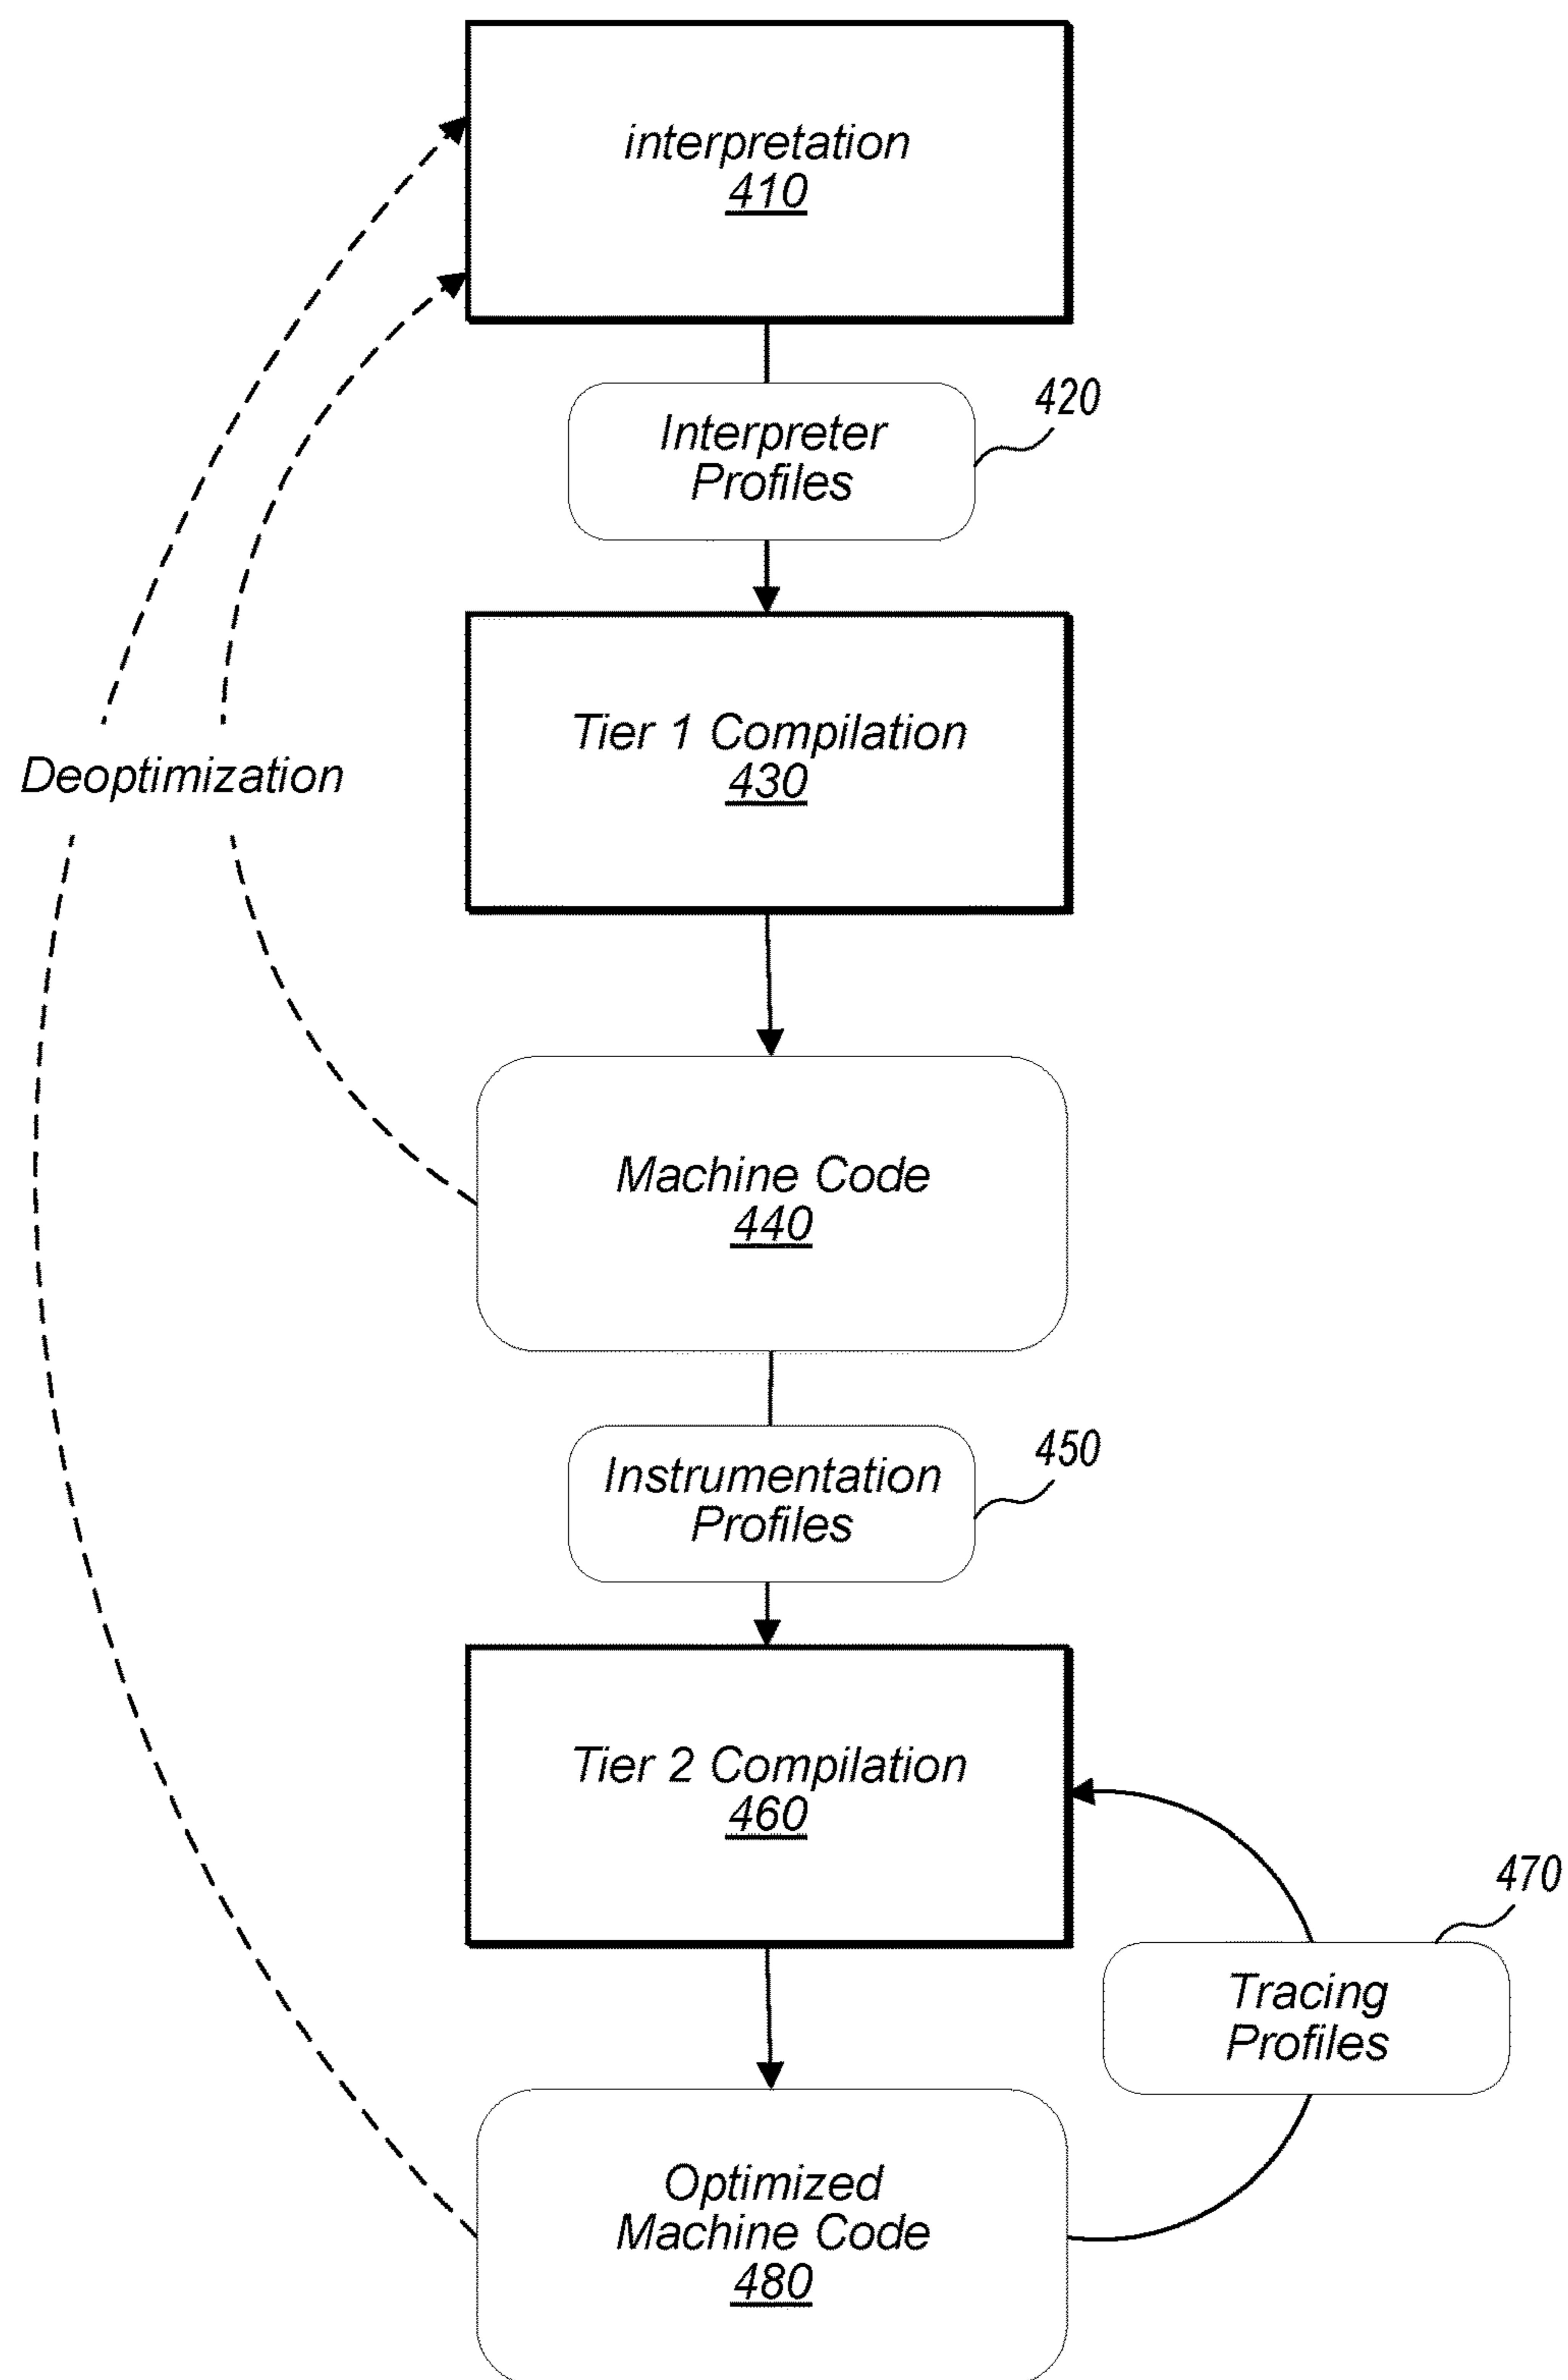 interpretation
410
420
Interpreter
Profiles
Tier 1 Compilation
430
Deoptimization
Machine Code
440
450
Instrumentation
Profiles
Tier 2 Compilation
460
470
Tracing
Profiles
Optimized
Machine Code
480